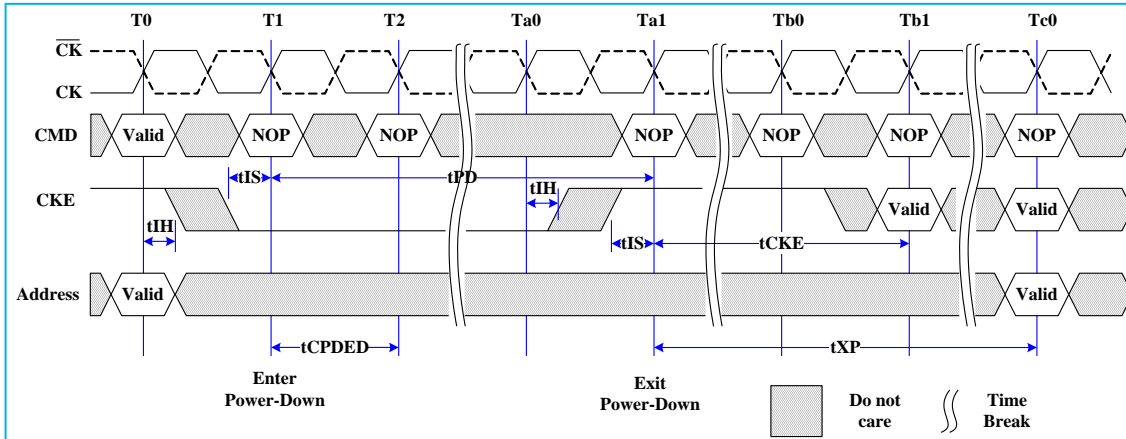 T0 T1 T2 Ta0 Ta1 Tb0 Tb1 Tc0
CK
CK
CMD Valid NOP NOP NOP NOP NOP NOP
tIS tPD
CKE tIH Valid Valid
tIH tIS tCKE
Address Valid Valid
tCPDED tXP
Enter
Power-Down
Exit
Power-Down
Do not
care
Time
Break